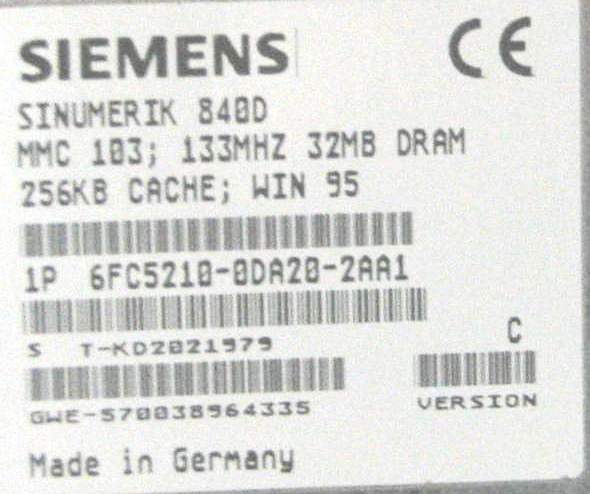 SIEMENS CE
SINUMERIK 840D
MMC 103; 133MHZ 32MB DRAM
256KB CACHE; WIN 95
1P 6FC5210-0DA20-2AA1
S T-KD2021979
C
GWE-570038964335 VERSION
Made in Germany